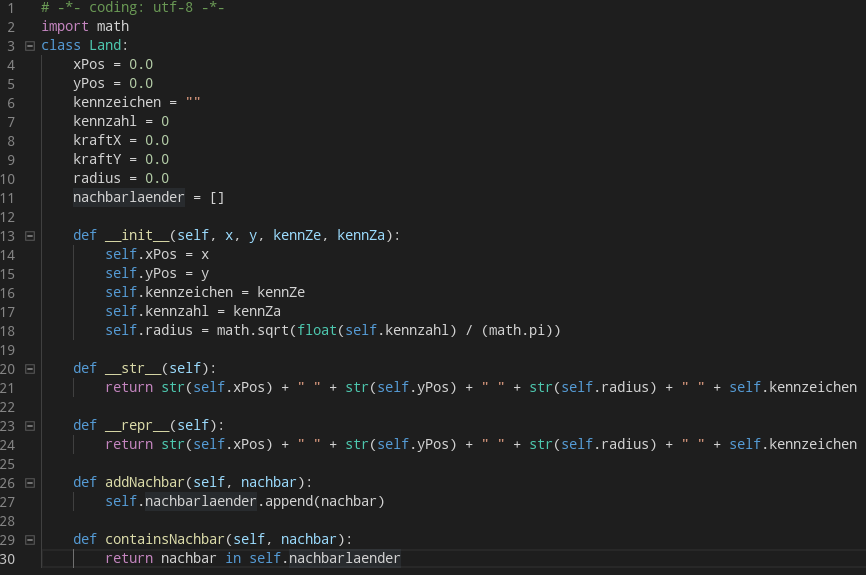 1 # -*- coding: utf-8 -*-
2 import math
3 class Land:
4     xPos = 0.0
5     yPos = 0.0
6     kennzeichen = ""
7     kennzahl = 0
8     kraftX = 0.0
9     kraftY = 0.0
10     radius = 0.0
11     nachbarlaender = []
12
13     def __init__(self, x, y, kennZe, kennZa):
14         self.xPos = x
15         self.yPos = y
16         self.kennzeichen = kennZe
17         self.kennzahl = kennZa
18         self.radius = math.sqrt(float(self.kennzahl) / (math.pi))
19
20     def __str__(self):
21         return str(self.xPos) + " " + str(self.yPos) + " " + str(self.radius) + " " + self.kennzeichen
22
23     def __repr__(self):
24         return str(self.xPos) + " " + str(self.yPos) + " " + str(self.radius) + " " + self.kennzeichen
25
26     def addNachbar(self, nachbar):
27         self.nachbarlaender.append(nachbar)
28
29     def containsNachbar(self, nachbar):
30         return nachbar in self.nachbarlaender